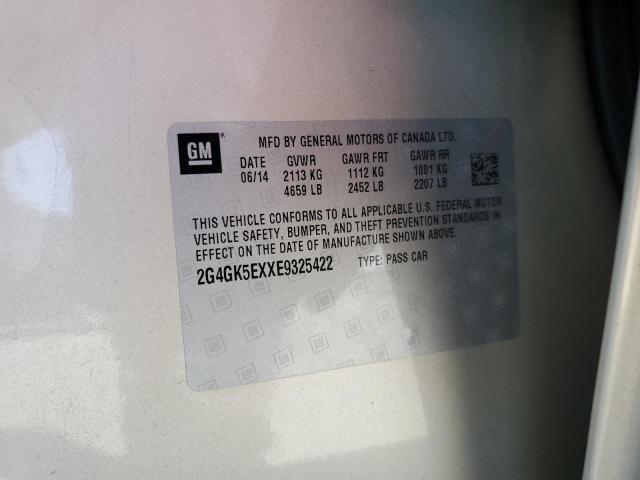 GM
MFD BY GENERAL MOTORS OF CANADA LTD.
DATE GVWR GAWR FRT GAWR RR
06/14 2113 KG 1112 KG 1001 KG
4659 LB 2452 LB 2207 LB
THIS VEHICLE CONFORMS TO ALL APPLICABLE U.S. FEDERAL MOTOR
VEHICLE SAFETY, BUMPER, AND THEFT PREVENTION STANDARDS IN
EFFECT ON THE DATE OF MANUFACTURE SHOWN ABOVE.
2G4GK5EXXE9325422 TYPE: PASS CAR